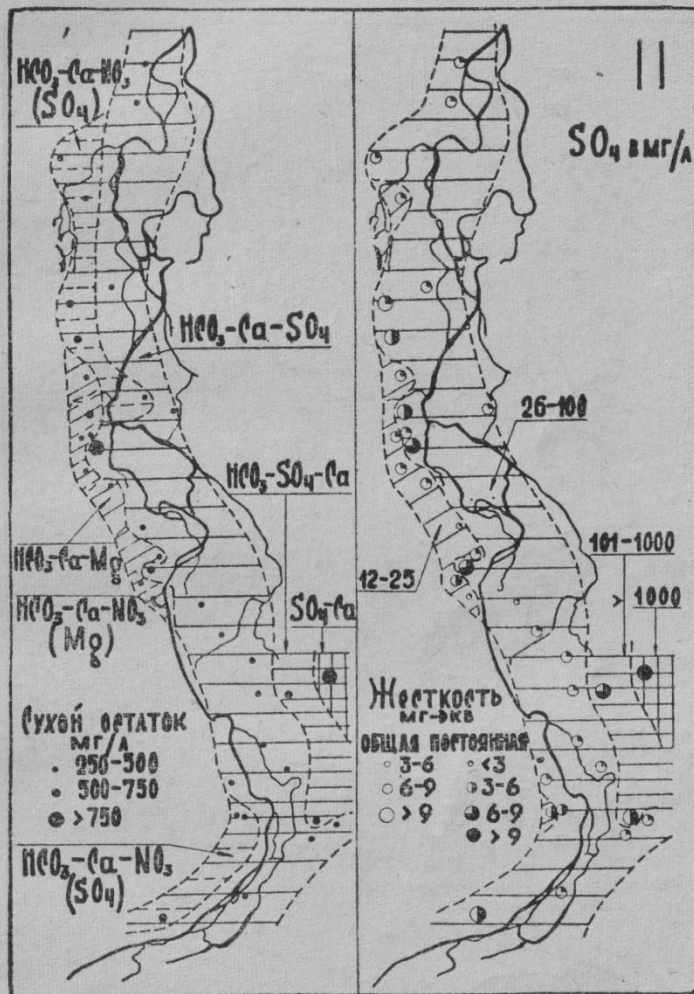 HCO₃-Ca-NO₃
(SO₄)
HCO₃-Ca-SO₄
HCO₃-SO₄-Ca
HCO₃-Ca-Mg
HCO₃-Ca-NO₃
(Mg)
SO₄-Ca
СУХОЙ ОСТАТОК
МГ/Л
250-500
500-750
>750
HCO₃-Ca-NO₃
(SO₄)
II
SO₄ В МГ/Л
26-100
101-1000
12-25
> 1000
ЖЕСТКОСТЬ
МГ-ЭКВ
ОБЩАЯ ПОСТОЯННАЯ
3-6 <3
6-9 3-6
>9 6-9
>9